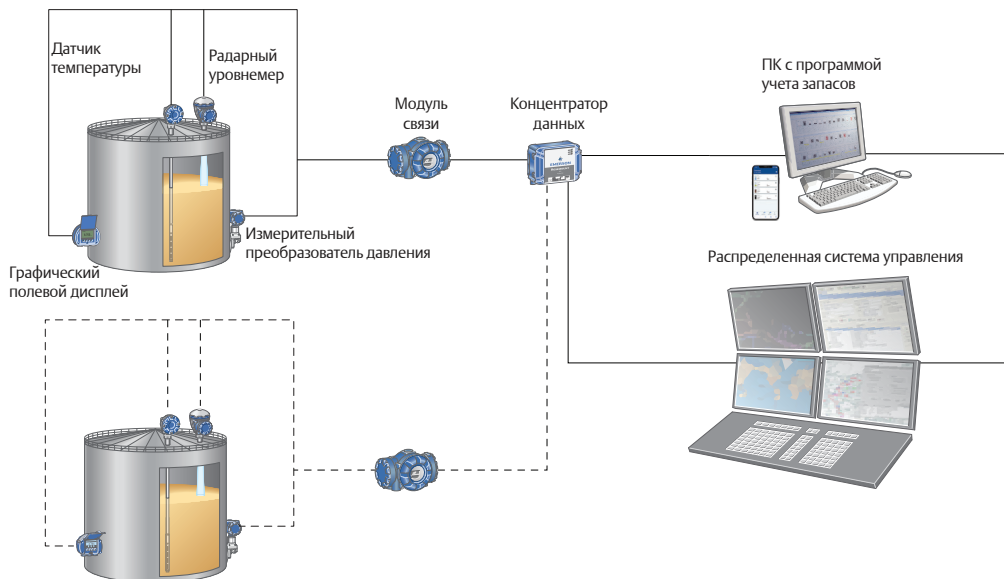 Датчик
температуры
Радарный
уровнемер
Модуль
связи
Концентратор
данных
ПК с программой
учета запасов
EMERSON
Измерительный
преобразователь давления
Графический
полевой дисплей
Распределенная система управления